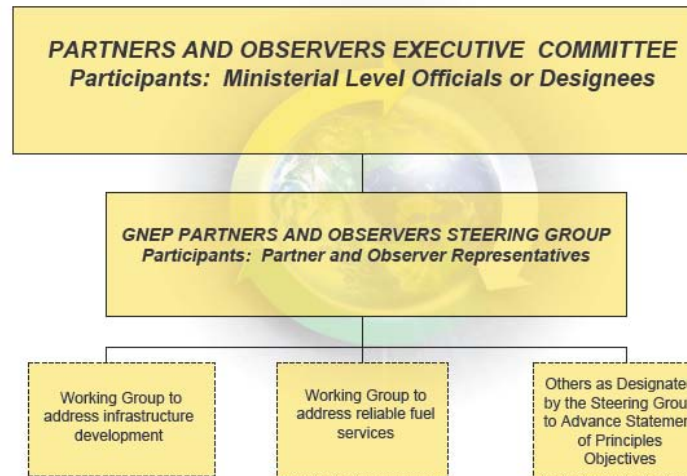 PARTNERS AND OBSERVERS EXECUTIVE COMMITTEE
Participants: Ministerial Level Officials or Designees
GNEP PARTNERS AND OBSERVERS STEERING GROUP
Participants: Partner and Observer Representatives
Working Group to
address infrastructure
development
Working Group to
address reliable fuel
services
Others as Designate
by the Steering Grou
to Advance Statemen
of Principles
Objectives